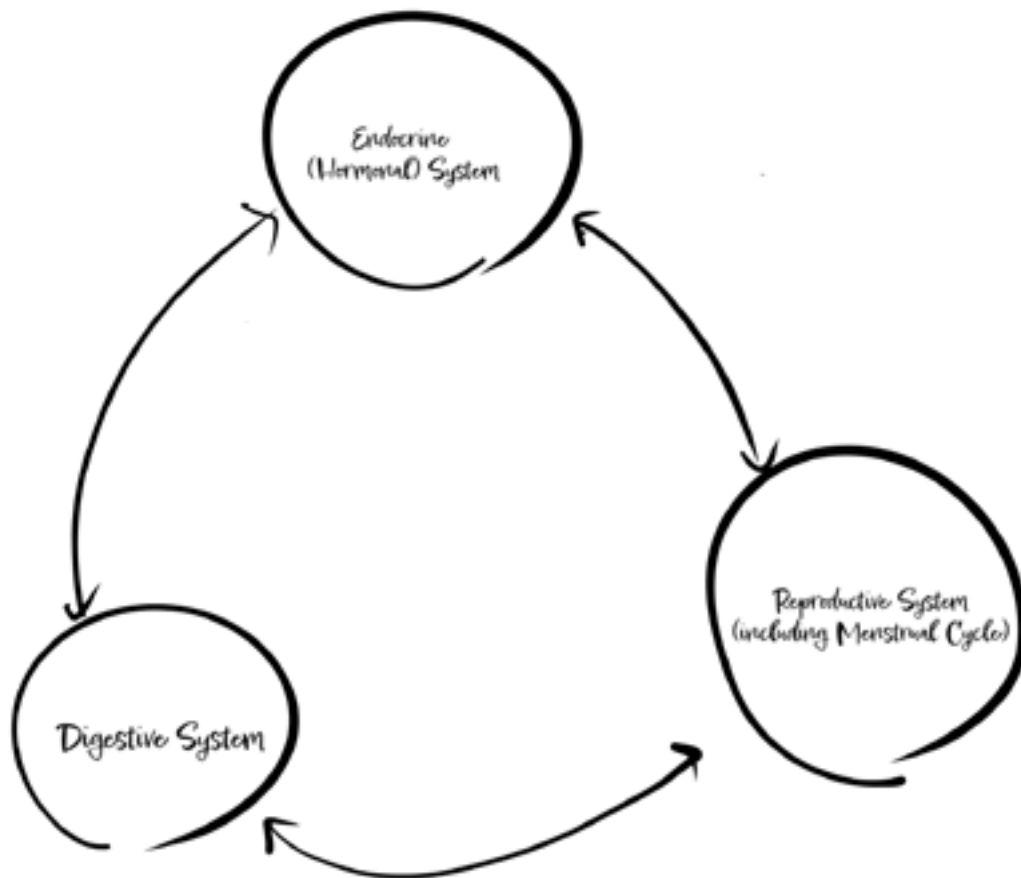 Endocrine
(Hormonal) System
Reproductive System
(including Menstrual Cycle)
Digestive System